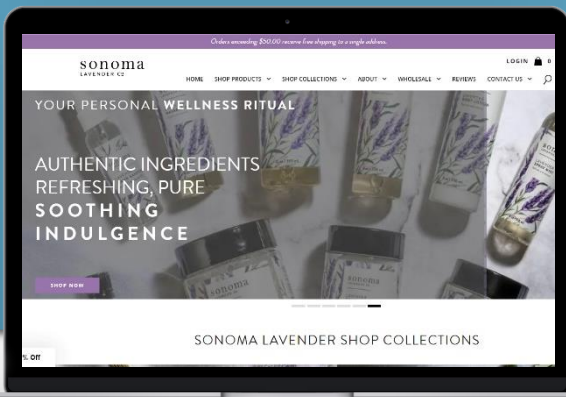 Orders exceeding $50.00 receive free shipping to a single address.
sonoma
LAVENDER CO
LOGIN 0
HOME SHOP PRODUCTS SHOP COLLECTIONS ABOUT WHOLESALE REVIEWS CONTACT US
YOUR PERSONAL WELLNESS RITUAL
AUTHENTIC INGREDIENTS
REFRESHING, PURE
SOOTHING
INDULGENCE
sonoma
SHOP NOW
SONOMA LAVENDER SHOP COLLECTIONS
% Off